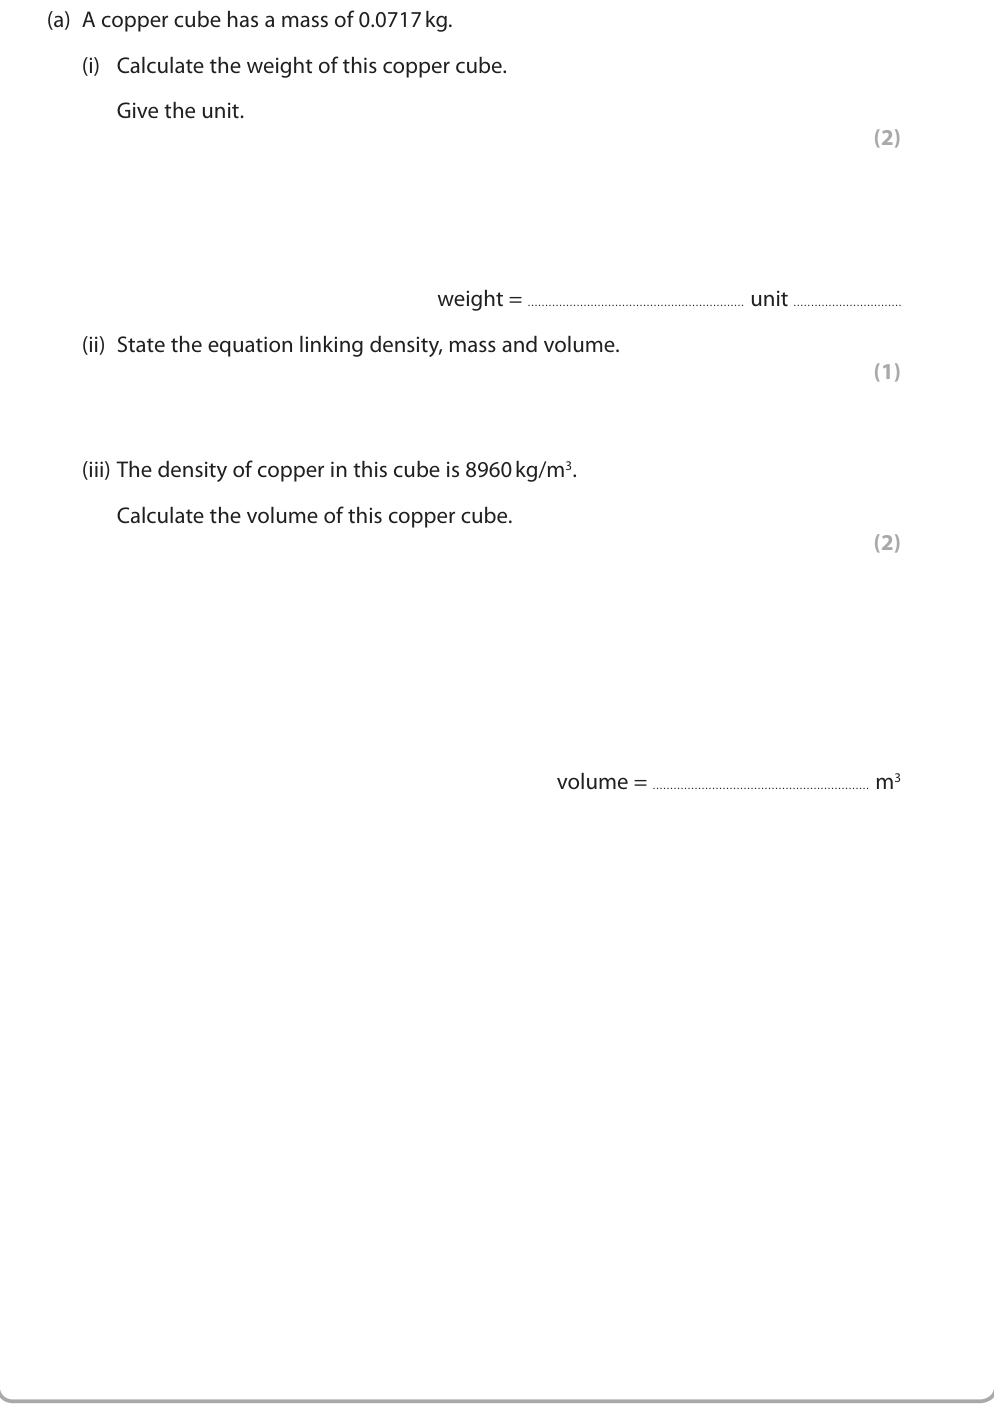 (a) A copper cube has a mass of 0.0717 kg.
(i) Calculate the weight of this copper cube.
Give the unit.
(2)
weight = ........................................ unit ....................
(ii) State the equation linking density, mass and volume.
(1)
(iii) The density of copper in this cube is 8960 kg/m³.
Calculate the volume of this copper cube.
(2)
volume = ........................................ m³